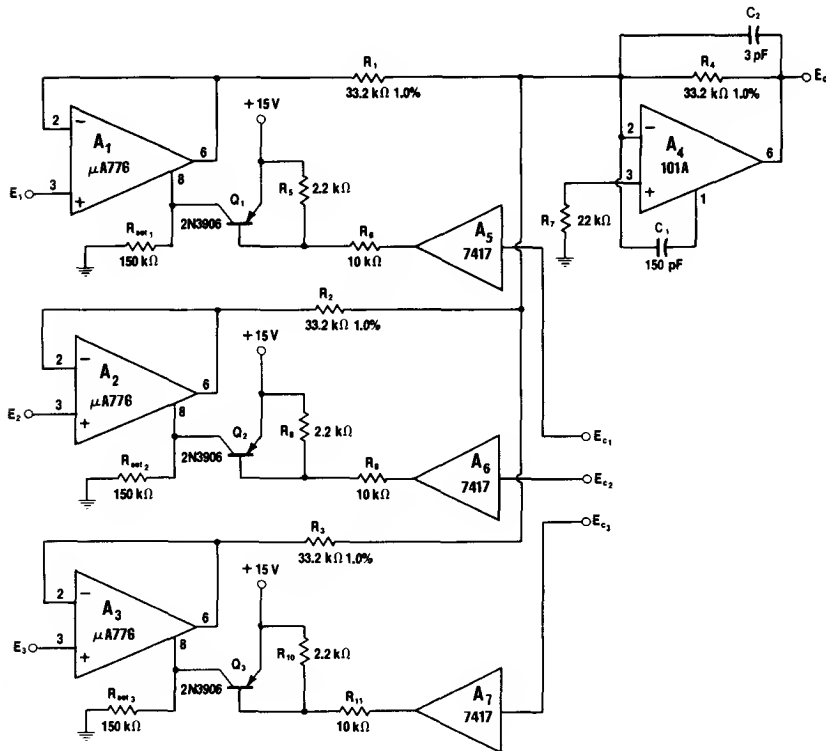 C₂
3 pF
R₁
33.2 kΩ 1.0%
R₄
33.2 kΩ 1.0%
+15 V
2
−
A₁
μA776
6
8
E₁
3
+
Q₁
2N3906
R₅
2.2 kΩ
Rset₁
150 kΩ
R₆
10 kΩ
A₅
7417
2
−
A₄
101A
6
3
+
1
R₇
22 kΩ
C₁
150 pF
R₂
33.2 kΩ 1.0%
+15 V
2
−
A₂
μA776
6
8
E₂
3
+
Q₂
2N3906
R₈
2.2 kΩ
Rset₂
150 kΩ
10 kΩ
A₆
7417
Ec₁
Ec₂
Ec₃
R₃
33.2 kΩ 1.0%
+15 V
2
−
A₃
μA776
6
8
E₃
3
+
Q₃
2N3906
R₁₀
2.2 kΩ
Rset₃
150 kΩ
R₁₁
10 kΩ
A₇
7417